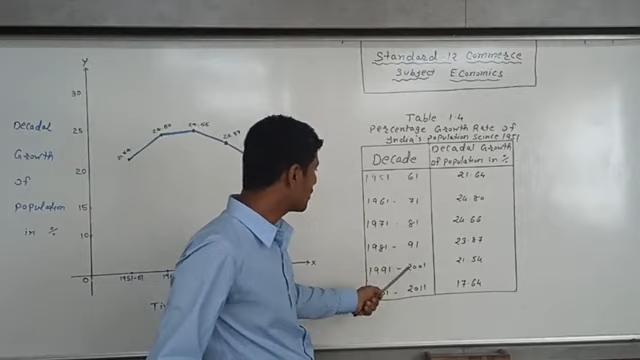 Standard-12 Commerce
Subject Economics
Table 1.4
Percentage Growth Rate of
India's Population Scince 1951
Decade
Decadal Growth
of Population in %
1951 - 61
21.64
1961 - 71
24.80
1971 - 81
24.66
1981 - 91
23.87
1991 - 2001
21.54
- 2011
17.64
Y
30
25
20
15
10
0
X
Decadal
Growth
of
Population
in %
21.64
24.80
24.66
23.87
1951-61